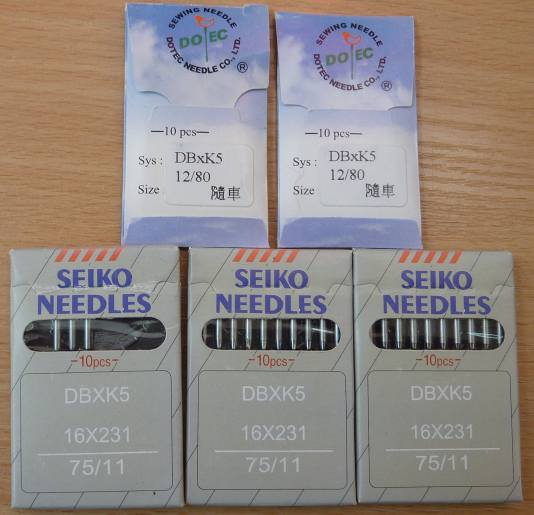 SEWING NEEDLE
DOTEC
DOTEC NEEDLE CO., LTD.
®
—10 pcs—
Sys : DBxK5
12/80
Size : 隨車
SEWING NEEDLE
DOTEC
DOTEC NEEDLE CO., LTD.
®
—10 pcs—
Sys : DBxK5
12/80
Size : 隨車
SEIKO
NEEDLES
-10pcs-
DBXK5
16X231
75/11
SEIKO
NEEDLES
-10pcs-
DBXK5
16X231
75/11
SEIKO
NEEDLES
-10pcs-
DBXK5
16X231
75/11